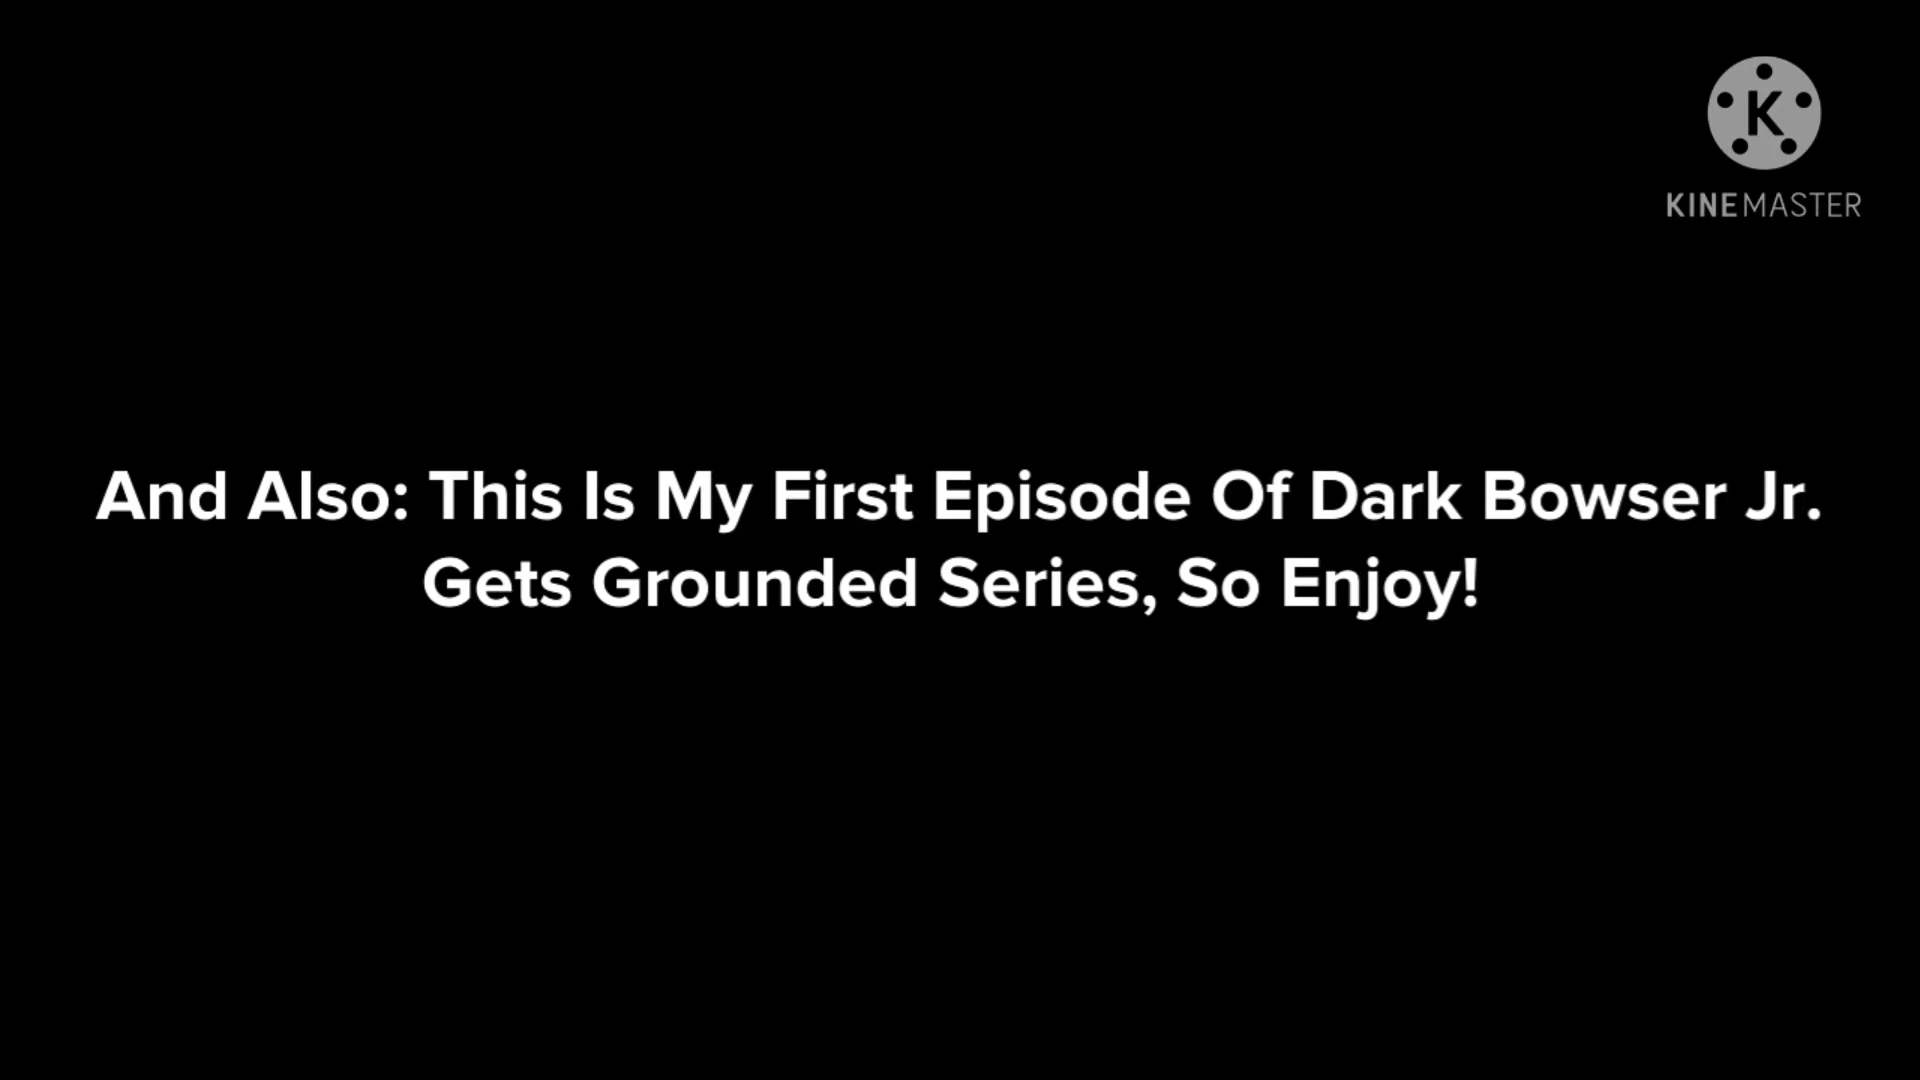 K
KINEMASTER
And Also: This Is My First Episode Of Dark Bowser Jr.
Gets Grounded Series, So Enjoy!